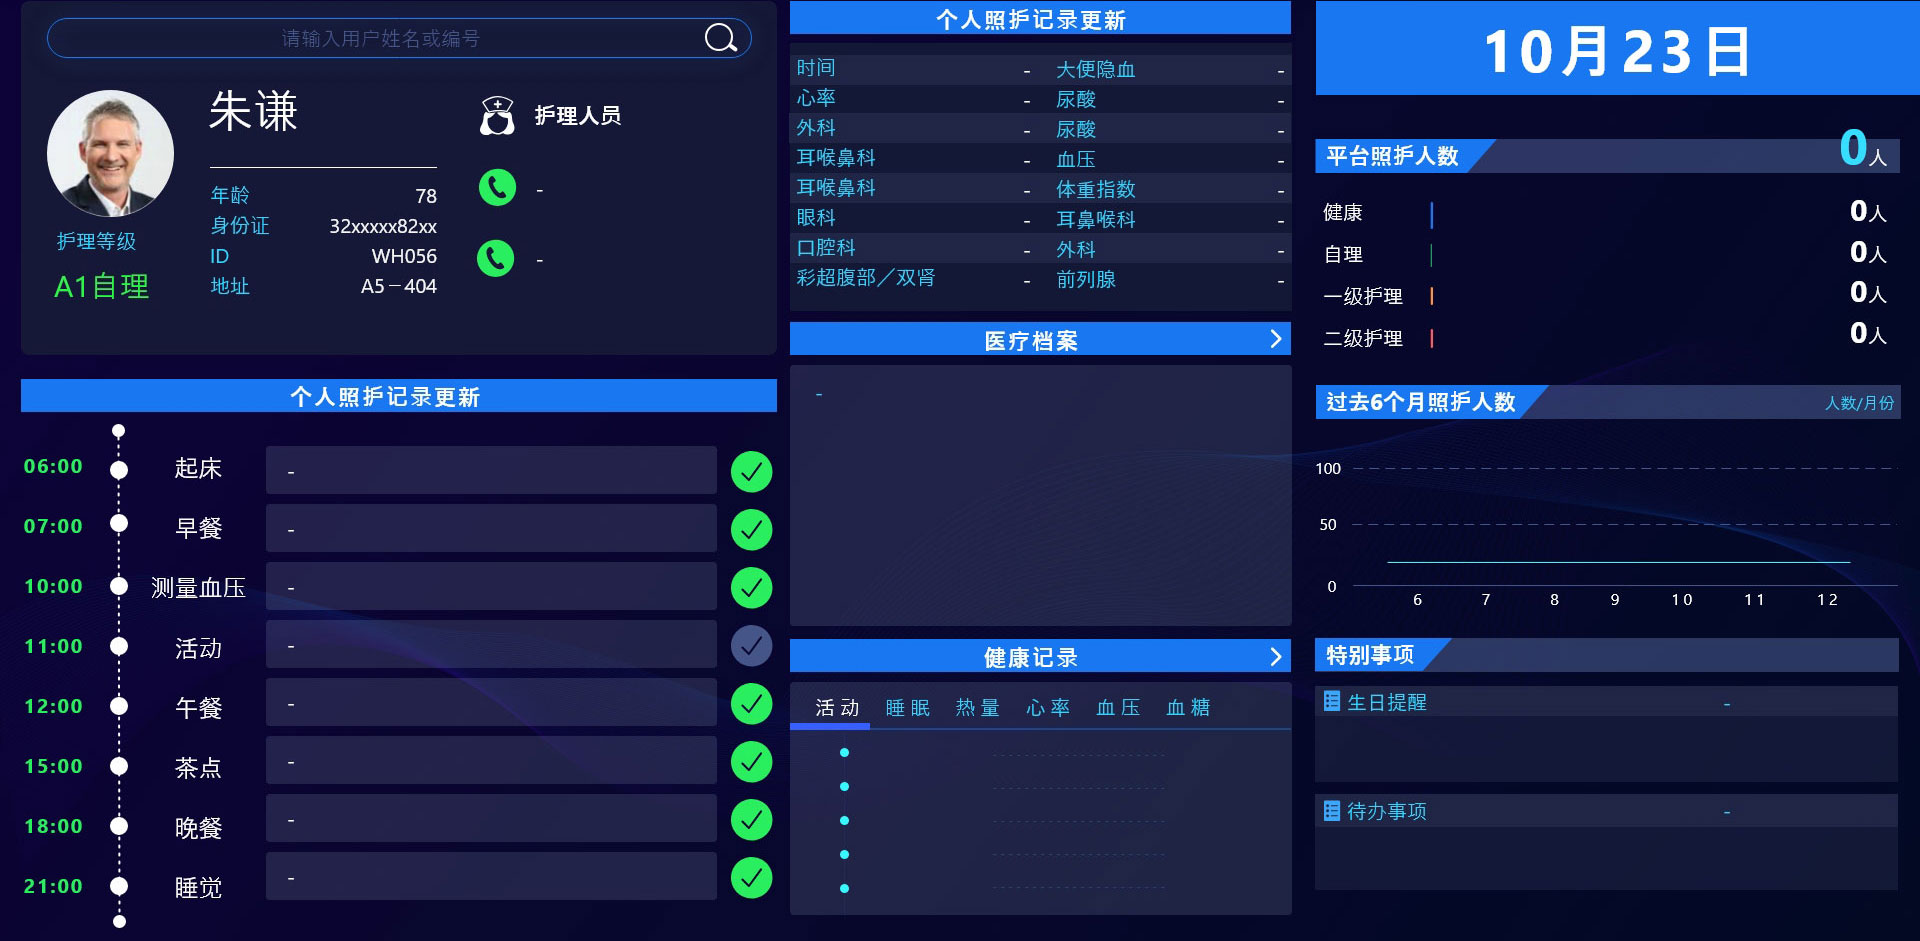 请输入用户姓名或编号
朱谦
护理人员
年龄 78
身份证 32xxxxx82xx
ID WH056
地址 A5－404
护理等级
A1自理
-
-
个人照护记录更新
06:00 起床 -
07:00 早餐 -
10:00 测量血压 -
11:00 活动 -
12:00 午餐 -
15:00 茶点 -
18:00 晚餐 -
21:00 睡觉 -
个人照护记录更新
时间 - 大便隐血 -
心率 - 尿酸 -
外科 - 尿酸 -
耳喉鼻科 - 血压 -
耳喉鼻科 - 体重指数 -
眼科 - 耳鼻喉科 -
口腔科 - 外科 -
彩超腹部／双肾 - 前列腺 -
医疗档案
-
健康记录
活动 睡眠 热量 心率 血压 血糖
10月23日
平台照护人数 0人
健康 0人
自理 0人
一级护理 0人
二级护理 0人
过去6个月照护人数 人数/月份
100
50
0
6 7 8 9 10 11 12
特别事项
生日提醒 -
待办事项 -